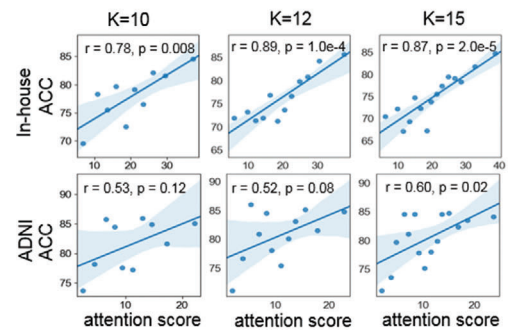 K=10 K=12 K=15
In-house ACC
r = 0.78, p = 0.008
85
80
75
70
10 20 30
r = 0.89, p = 1.0e-4
85
80
75
70
65
10 20 30
r = 0.87, p = 2.0e-5
85
80
75
70
65
10 20 30 40
ADNI ACC
r = 0.53, p = 0.12
90
85
80
75
10 20
attention score
r = 0.52, p = 0.08
90
85
80
75
10 20
attention score
r = 0.60, p = 0.02
90
85
80
75
0 10 20
attention score